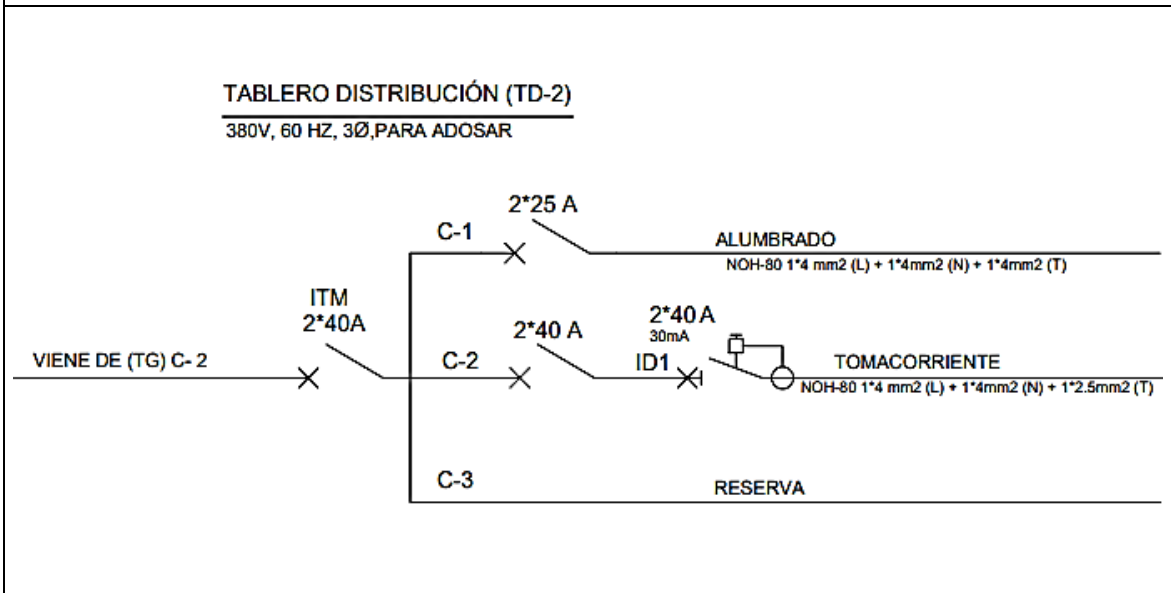 TABLERO DISTRIBUCIÓN (TD-2)
380V, 60 HZ, 3Ø,PARA ADOSAR
2*25 A
C-1
ALUMBRADO
NOH-80 1*4 mm2 (L) + 1*4mm2 (N) + 1*4mm2 (T)
ITM
2*40A
VIENE DE (TG) C- 2
C-2
2*40 A
2*40 A
30mA
ID1
TOMACORRIENTE
NOH-80 1*4 mm2 (L) + 1*4mm2 (N) + 1*2.5mm2 (T)
C-3
RESERVA